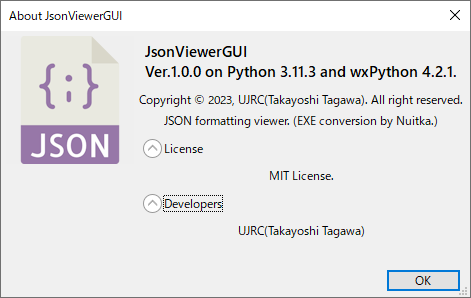 About JsonViewerGUI
{;}
JSON
JsonViewerGUI
Ver.1.0.0 on Python 3.11.3 and wxPython 4.2.1.
Copyright © 2023, UJRC(Takayoshi Tagawa). All right reserved.
JSON formatting viewer. (EXE conversion by Nuitka.)
License
MIT License.
Developers
UJRC(Takayoshi Tagawa)
OK